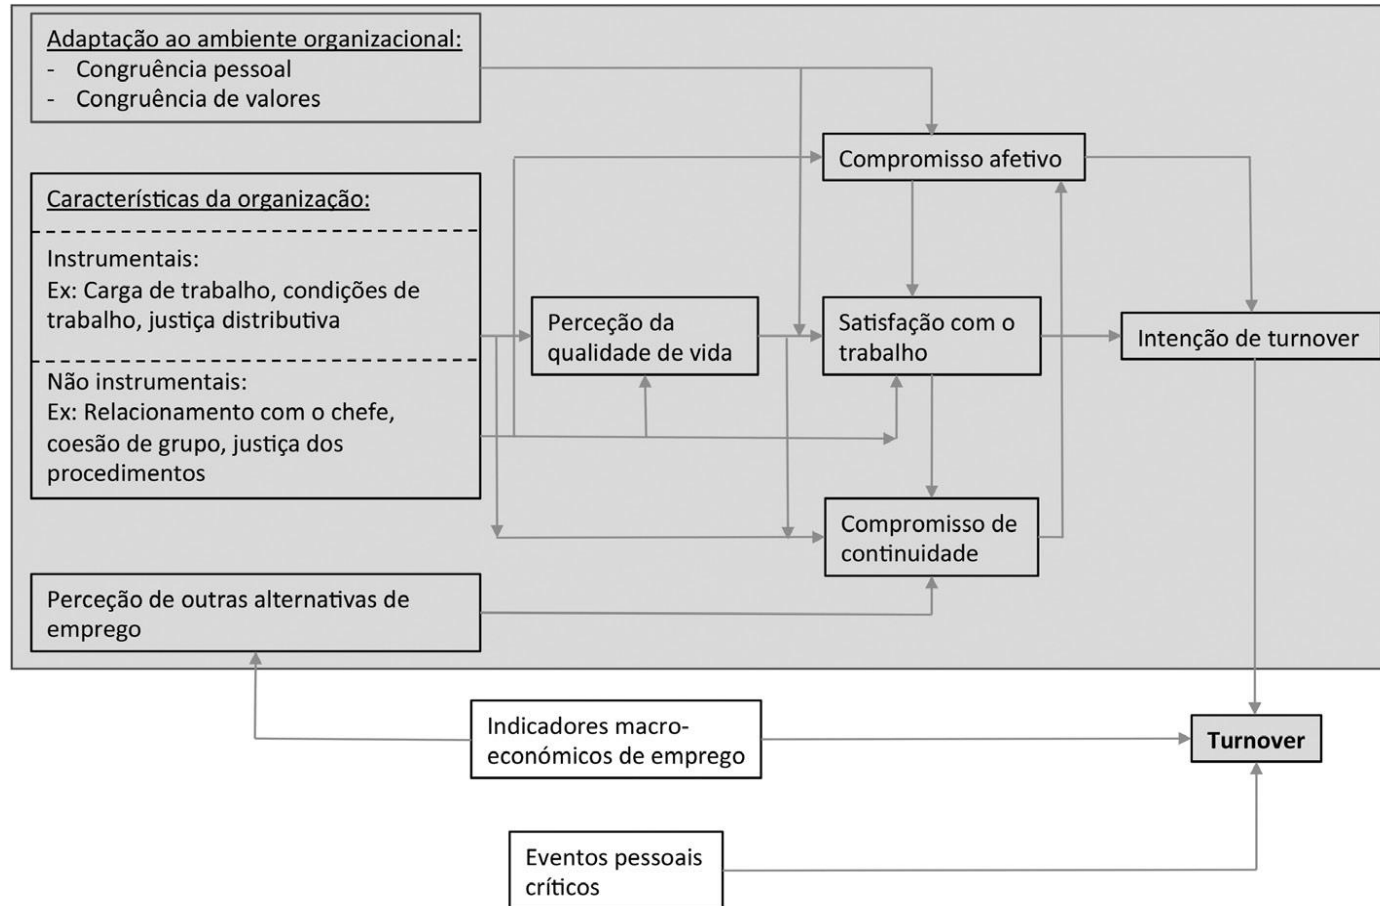 Adaptação ao ambiente organizacional:
- Congruência pessoal
- Congruência de valores
Compromisso afetivo
Características da organização:
Instrumentais:
Ex: Carga de trabalho, condições de
trabalho, justiça distributiva
Perceção da
qualidade de vida
Satisfação com o
trabalho
Intenção de turnover
Não instrumentais:
Ex: Relacionamento com o chefe,
coesão de grupo, justiça dos
procedimentos
Compromisso de
continuidade
Perceção de outras alternativas de
emprego
Indicadores macro-
económicos de emprego
Turnover
Eventos pessoais
críticos